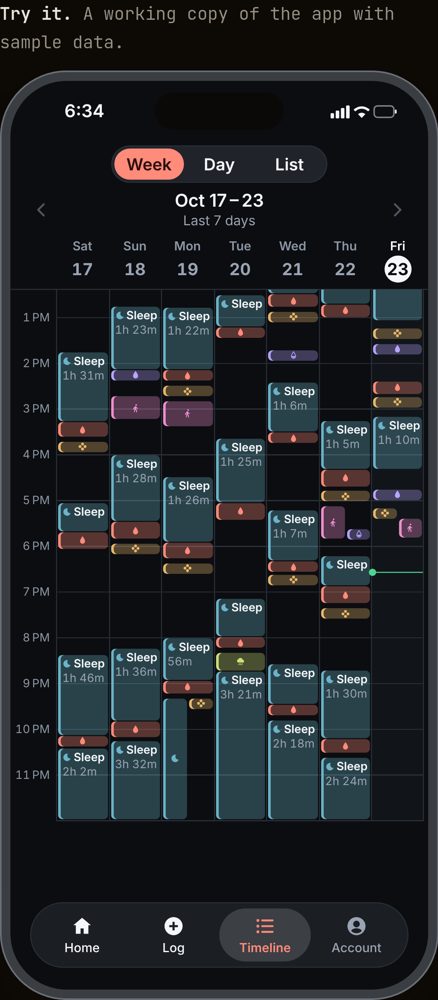 Try it. A working copy of the app with
sample data.
6:34
Week Day List
Oct 17 – 23
Last 7 days
Sat Sun Mon Tue Wed Thu Fri
17 18 19 20 21 22 23
Sleep
1 PM Sleep Sleep
1h 23m 1h 22m
2 PM Sleep
1h 31m
Sleep
3 PM 1h 6m
Sleep Sleep
1h 5m 1h 10m
4 PM Sleep
1h 25m
Sleep
1h 28m
Sleep
1h 26m
5 PM Sleep
Sleep
1h 7m
6 PM
Sleep
7 PM
Sleep
8 PM Sleep
56m
Sleep Sleep
1h 46m 1h 36m
Sleep Sleep
9 PM 3h 21m 1h 30m
Sleep
2h 18m
10 PM
Sleep Sleep
2h 2m 3h 32m
Sleep
2h 24m
11 PM
Home Log Timeline Account